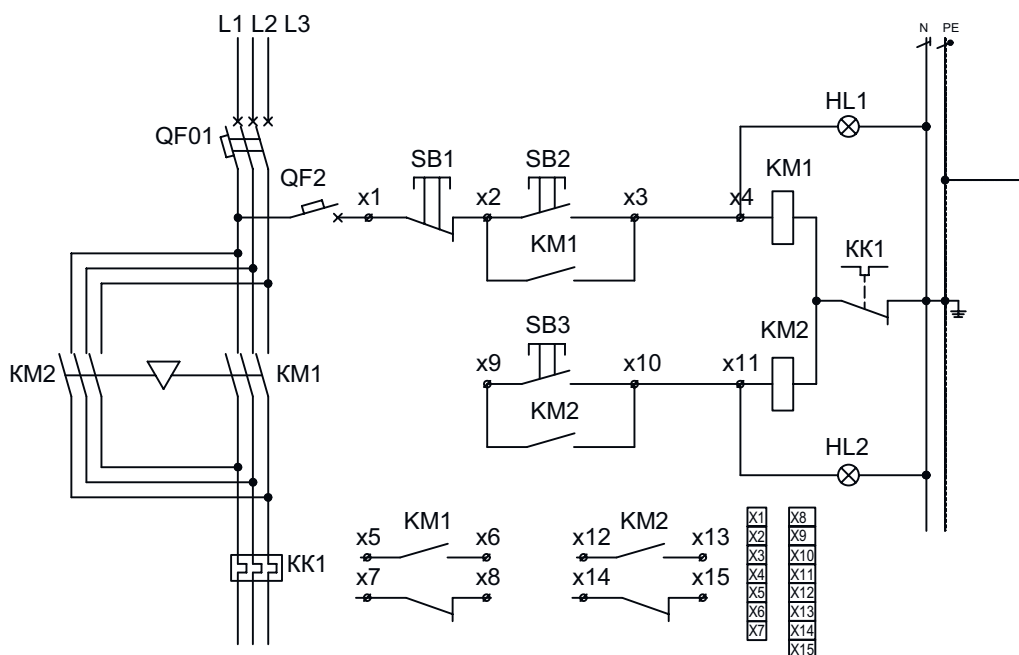 L1 L2 L3
N PE
QF01
QF2
HL1
SB1
SB2
KM1
x1
x2
x3
x4
KM1
КК1
SB3
KM2
x9
x10
x11
KM2
KM2
KM1
HL2
КК1
x5
KM1
x6
x12
KM2
x13
x7
x8
x14
x15
X1
X2
X3
X4
X5
X6
X7
X8
X9
X10
X11
X12
X13
X14
X15